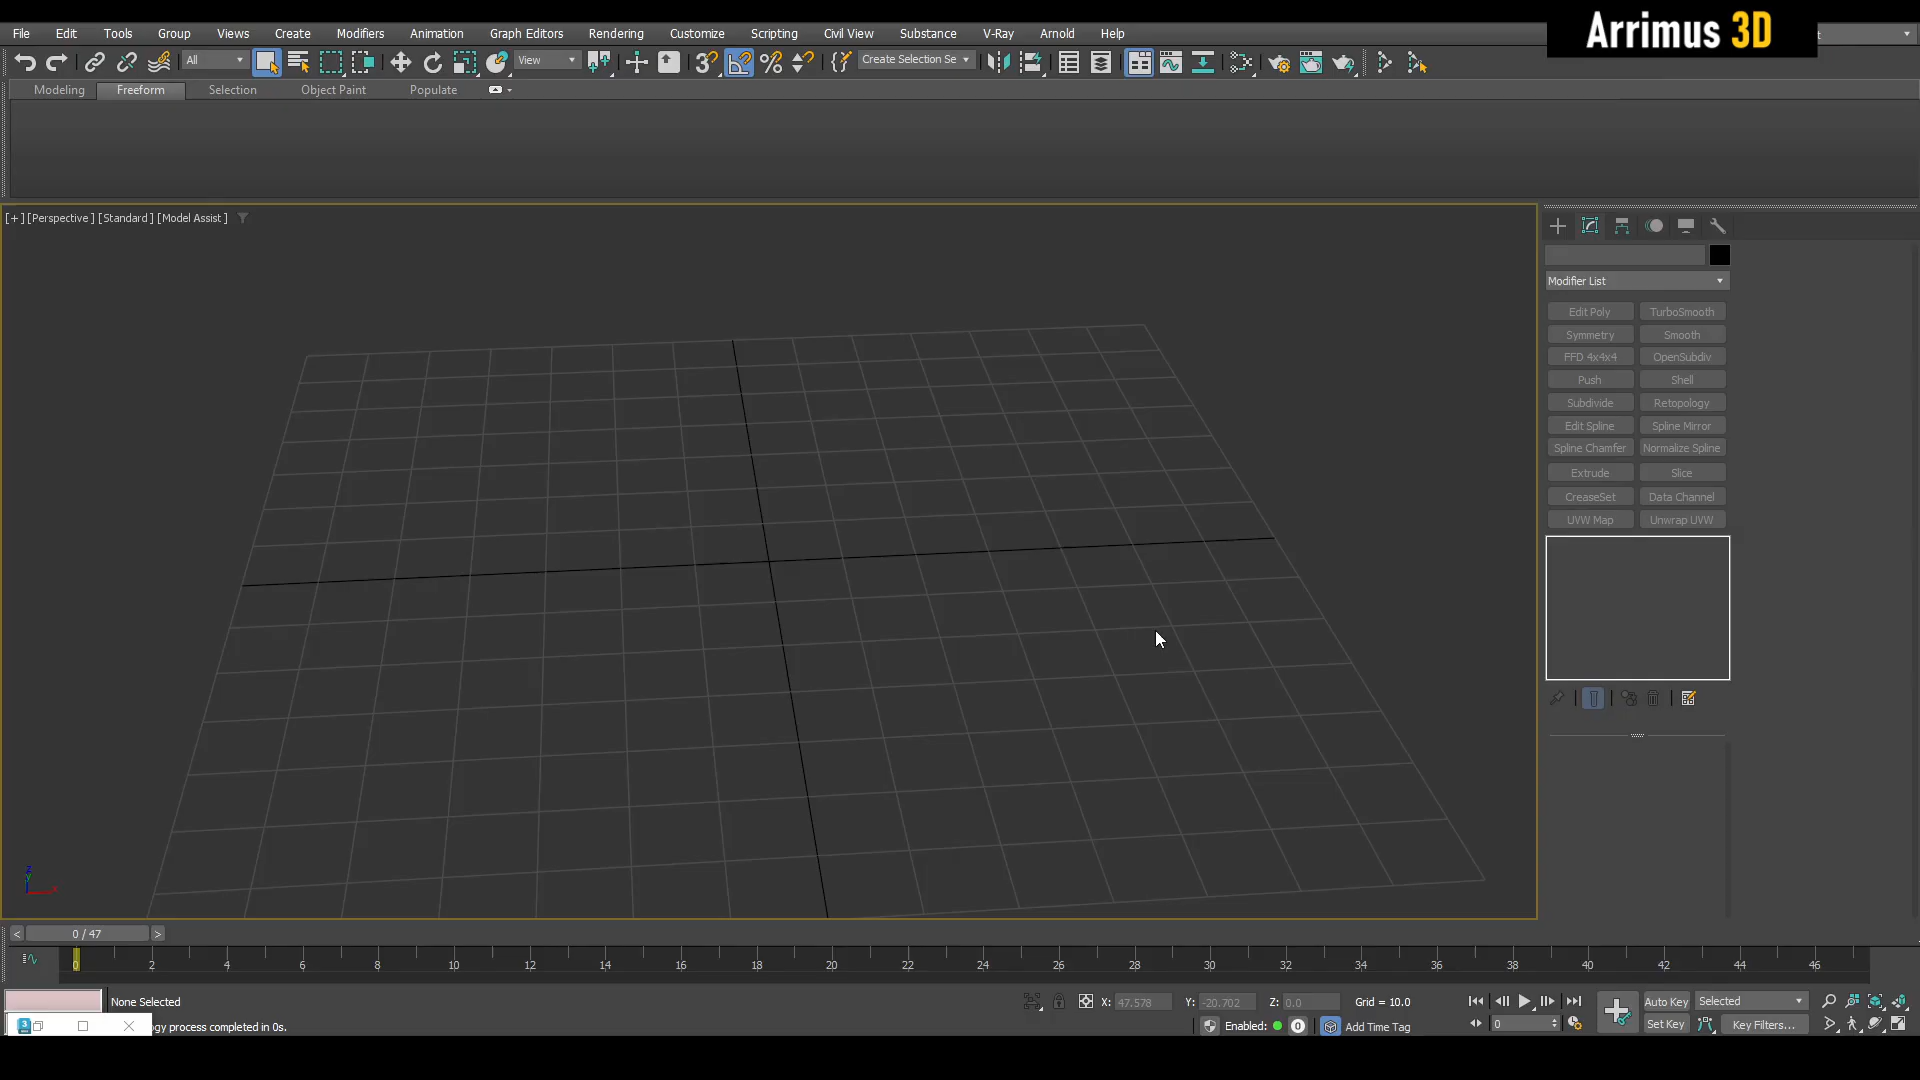 Arrimus 3D
File Edit Tools Group Views Create Modifiers Animation Graph Editors Rendering Customize Scripting Civil View Substance V-Ray Arnold Help
All View Create Selection Se
Modeling Freeform Selection Object Paint Populate
[+] [Perspective] [Standard] [Model Assist]
Modifier List
Edit Poly TurboSmooth
Symmetry Smooth
FFD 4x4x4 OpenSubdiv
Push Shell
Subdivide Retopology
Edit Spline Spline Mirror
Spline Chamfer Normalize Spline
Extrude Slice
CreaseSet Data Channel
UVW Map Unwrap UVW
z
y
x
< 0 / 47 >
0 2 4 6 8 10 12 14 16 18 20 22 24 26 28 30 32 34 36 38 40 42 44 46
None Selected X: 47.578 Y: -20.702 Z: 0.0 Grid = 10.0 Auto Key Selected
ogy process completed in 0s. Enabled: 0 Add Time Tag 0 Set Key Key Filters...